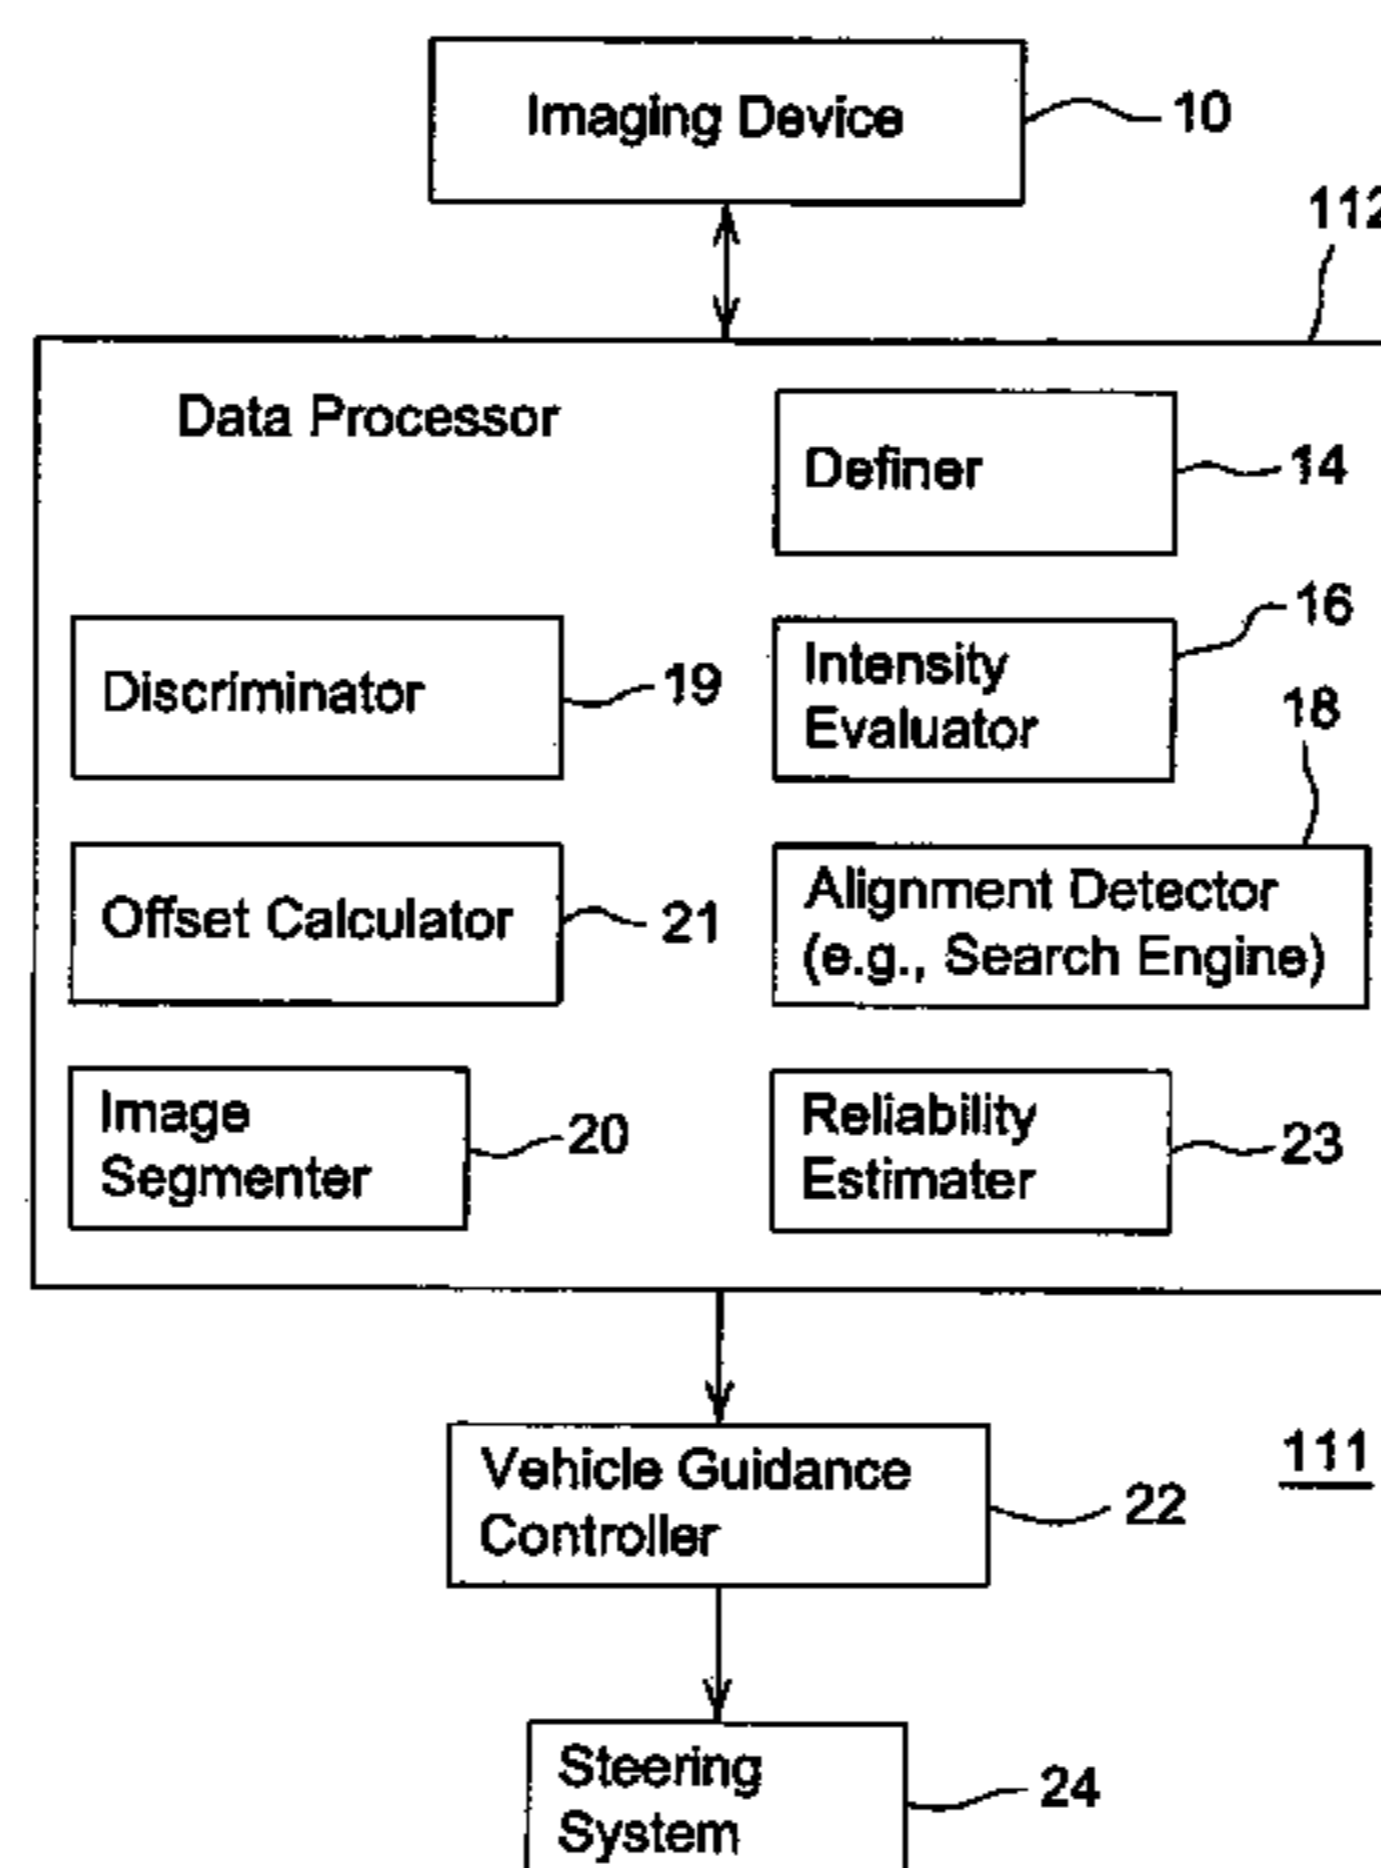 Imaging Device
10
112
Data Processor
Definer
14
Discriminator
19
Intensity
Evaluator
16
18
Offset Calculator
21
Alignment Detector
(e.g., Search Engine)
Image
Segmenter
20
Reliability
Estimater
23
Vehicle Guidance
Controller
22
111
Steering
System
24